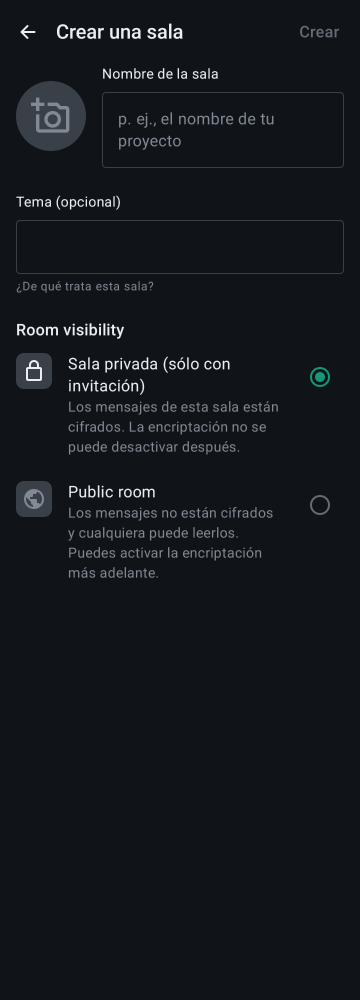 Crear una sala
Crear
Nombre de la sala
p. ej., el nombre de tu
proyecto
Tema (opcional)
¿De qué trata esta sala?
Room visibility
Sala privada (sólo con
invitación)
Los mensajes de esta sala están
cifrados. La encriptación no se
puede desactivar después.
Public room
Los mensajes no están cifrados
y cualquiera puede leerlos.
Puedes activar la encriptación
más adelante.